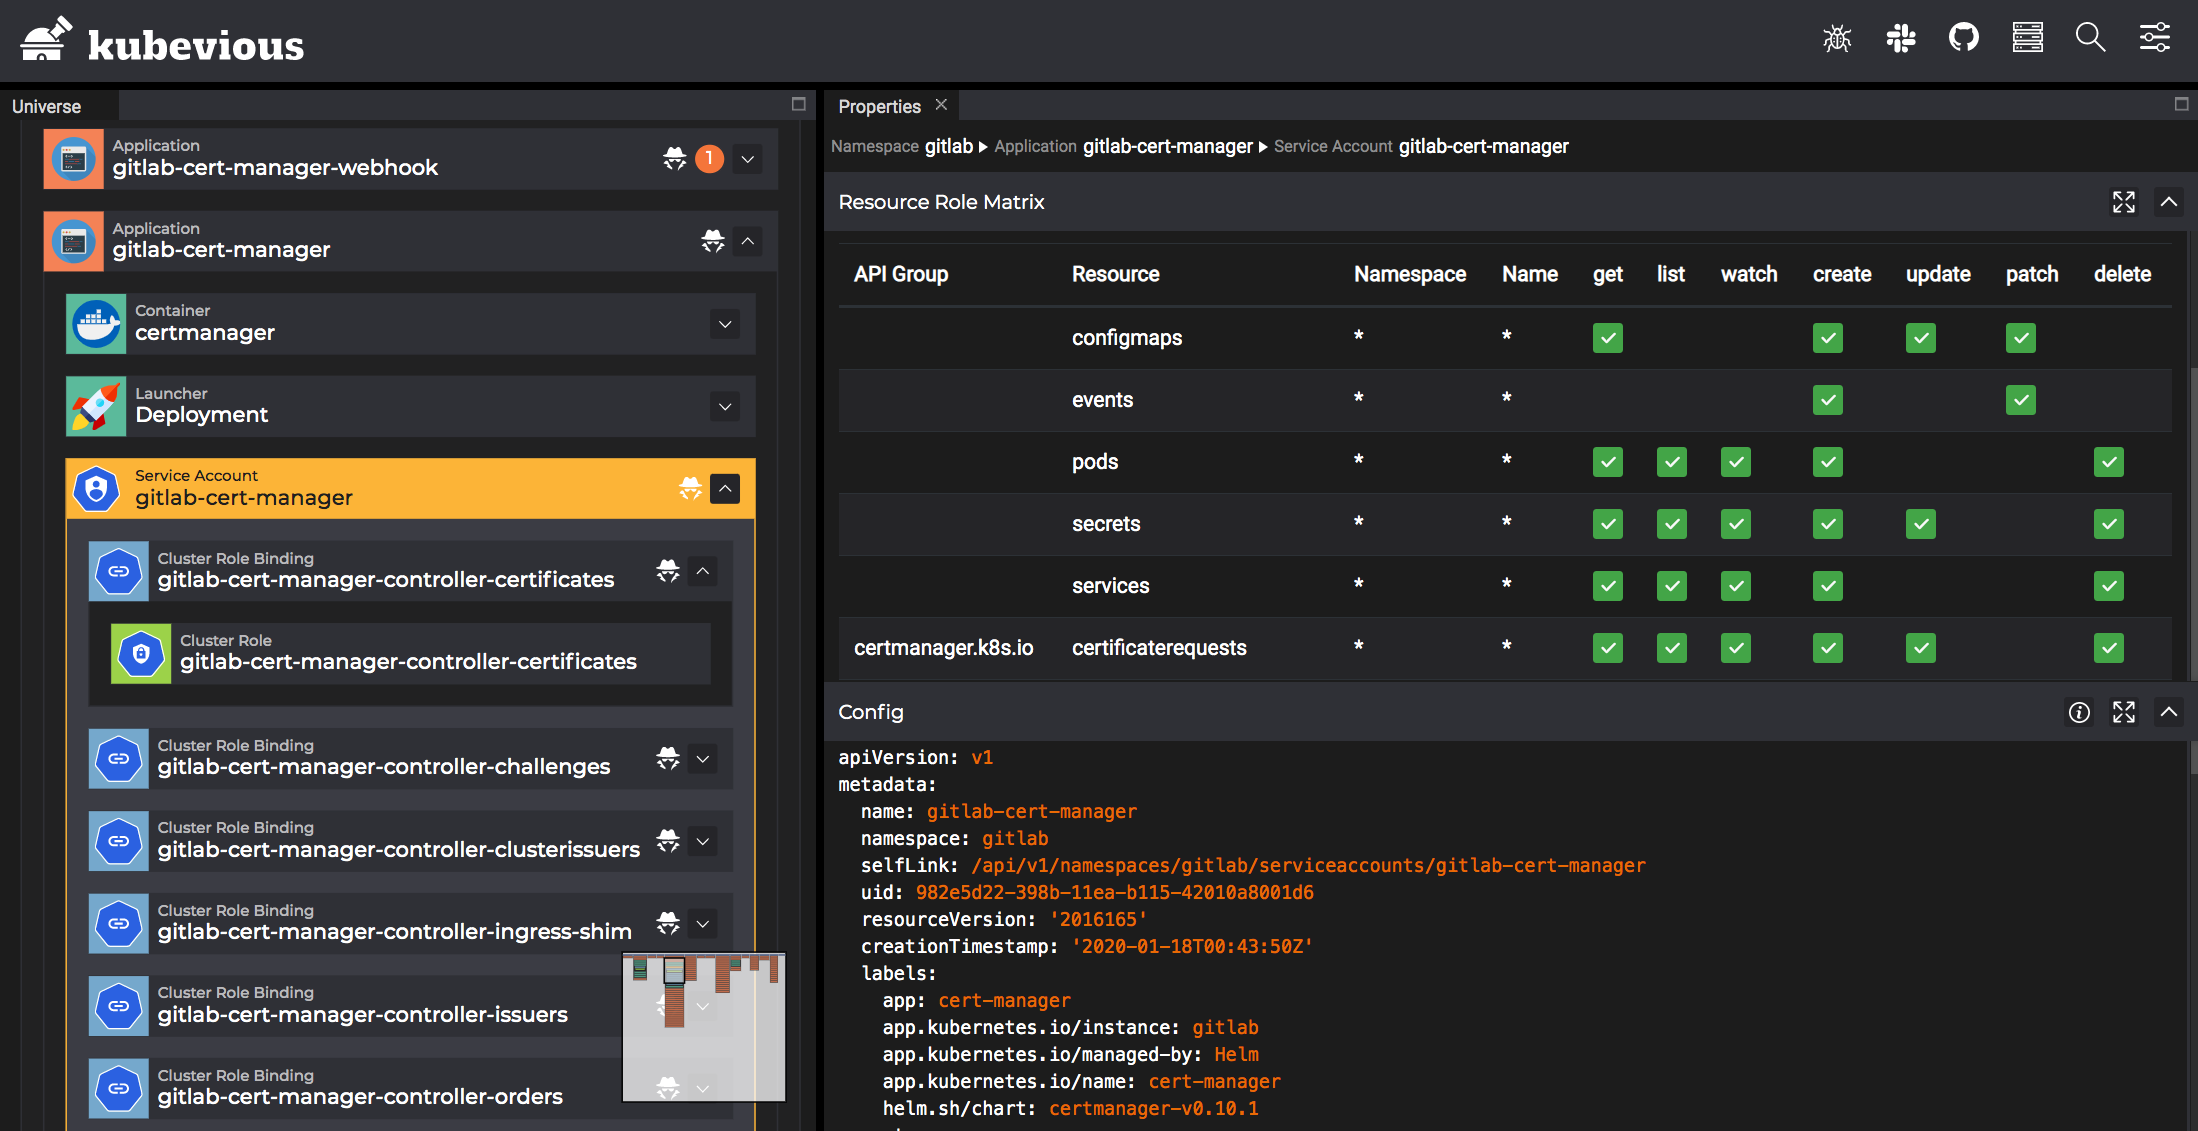 kubevious
Universe
Application
gitlab-cert-manager-webhook
1
Application
gitlab-cert-manager
Container
certmanager
Launcher
Deployment
Service Account
gitlab-cert-manager
Cluster Role Binding
gitlab-cert-manager-controller-certificates
Cluster Role
gitlab-cert-manager-controller-certificates
Cluster Role Binding
gitlab-cert-manager-controller-challenges
Cluster Role Binding
gitlab-cert-manager-controller-clusterissuers
Cluster Role Binding
gitlab-cert-manager-controller-ingress-shim
Cluster Role Binding
gitlab-cert-manager-controller-issuers
Cluster Role Binding
gitlab-cert-manager-controller-orders
Properties
Namespace gitlab Application gitlab-cert-manager Service Account gitlab-cert-manager
Resource Role Matrix
API Group Resource Namespace Name get list watch create update patch delete
configmaps * *
events * *
pods * *
secrets * *
services * *
certmanager.k8s.io certificaterequests * *
Config
apiVersion: v1
metadata:
name: gitlab-cert-manager
namespace: gitlab
selfLink: /api/v1/namespaces/gitlab/serviceaccounts/gitlab-cert-manager
uid: 982e5d22-398b-11ea-b115-42010a8001d6
resourceVersion: '2016165'
creationTimestamp: '2020-01-18T00:43:50Z'
labels:
app: cert-manager
app.kubernetes.io/instance: gitlab
app.kubernetes.io/managed-by: Helm
app.kubernetes.io/name: cert-manager
helm.sh/chart: certmanager-v0.10.1